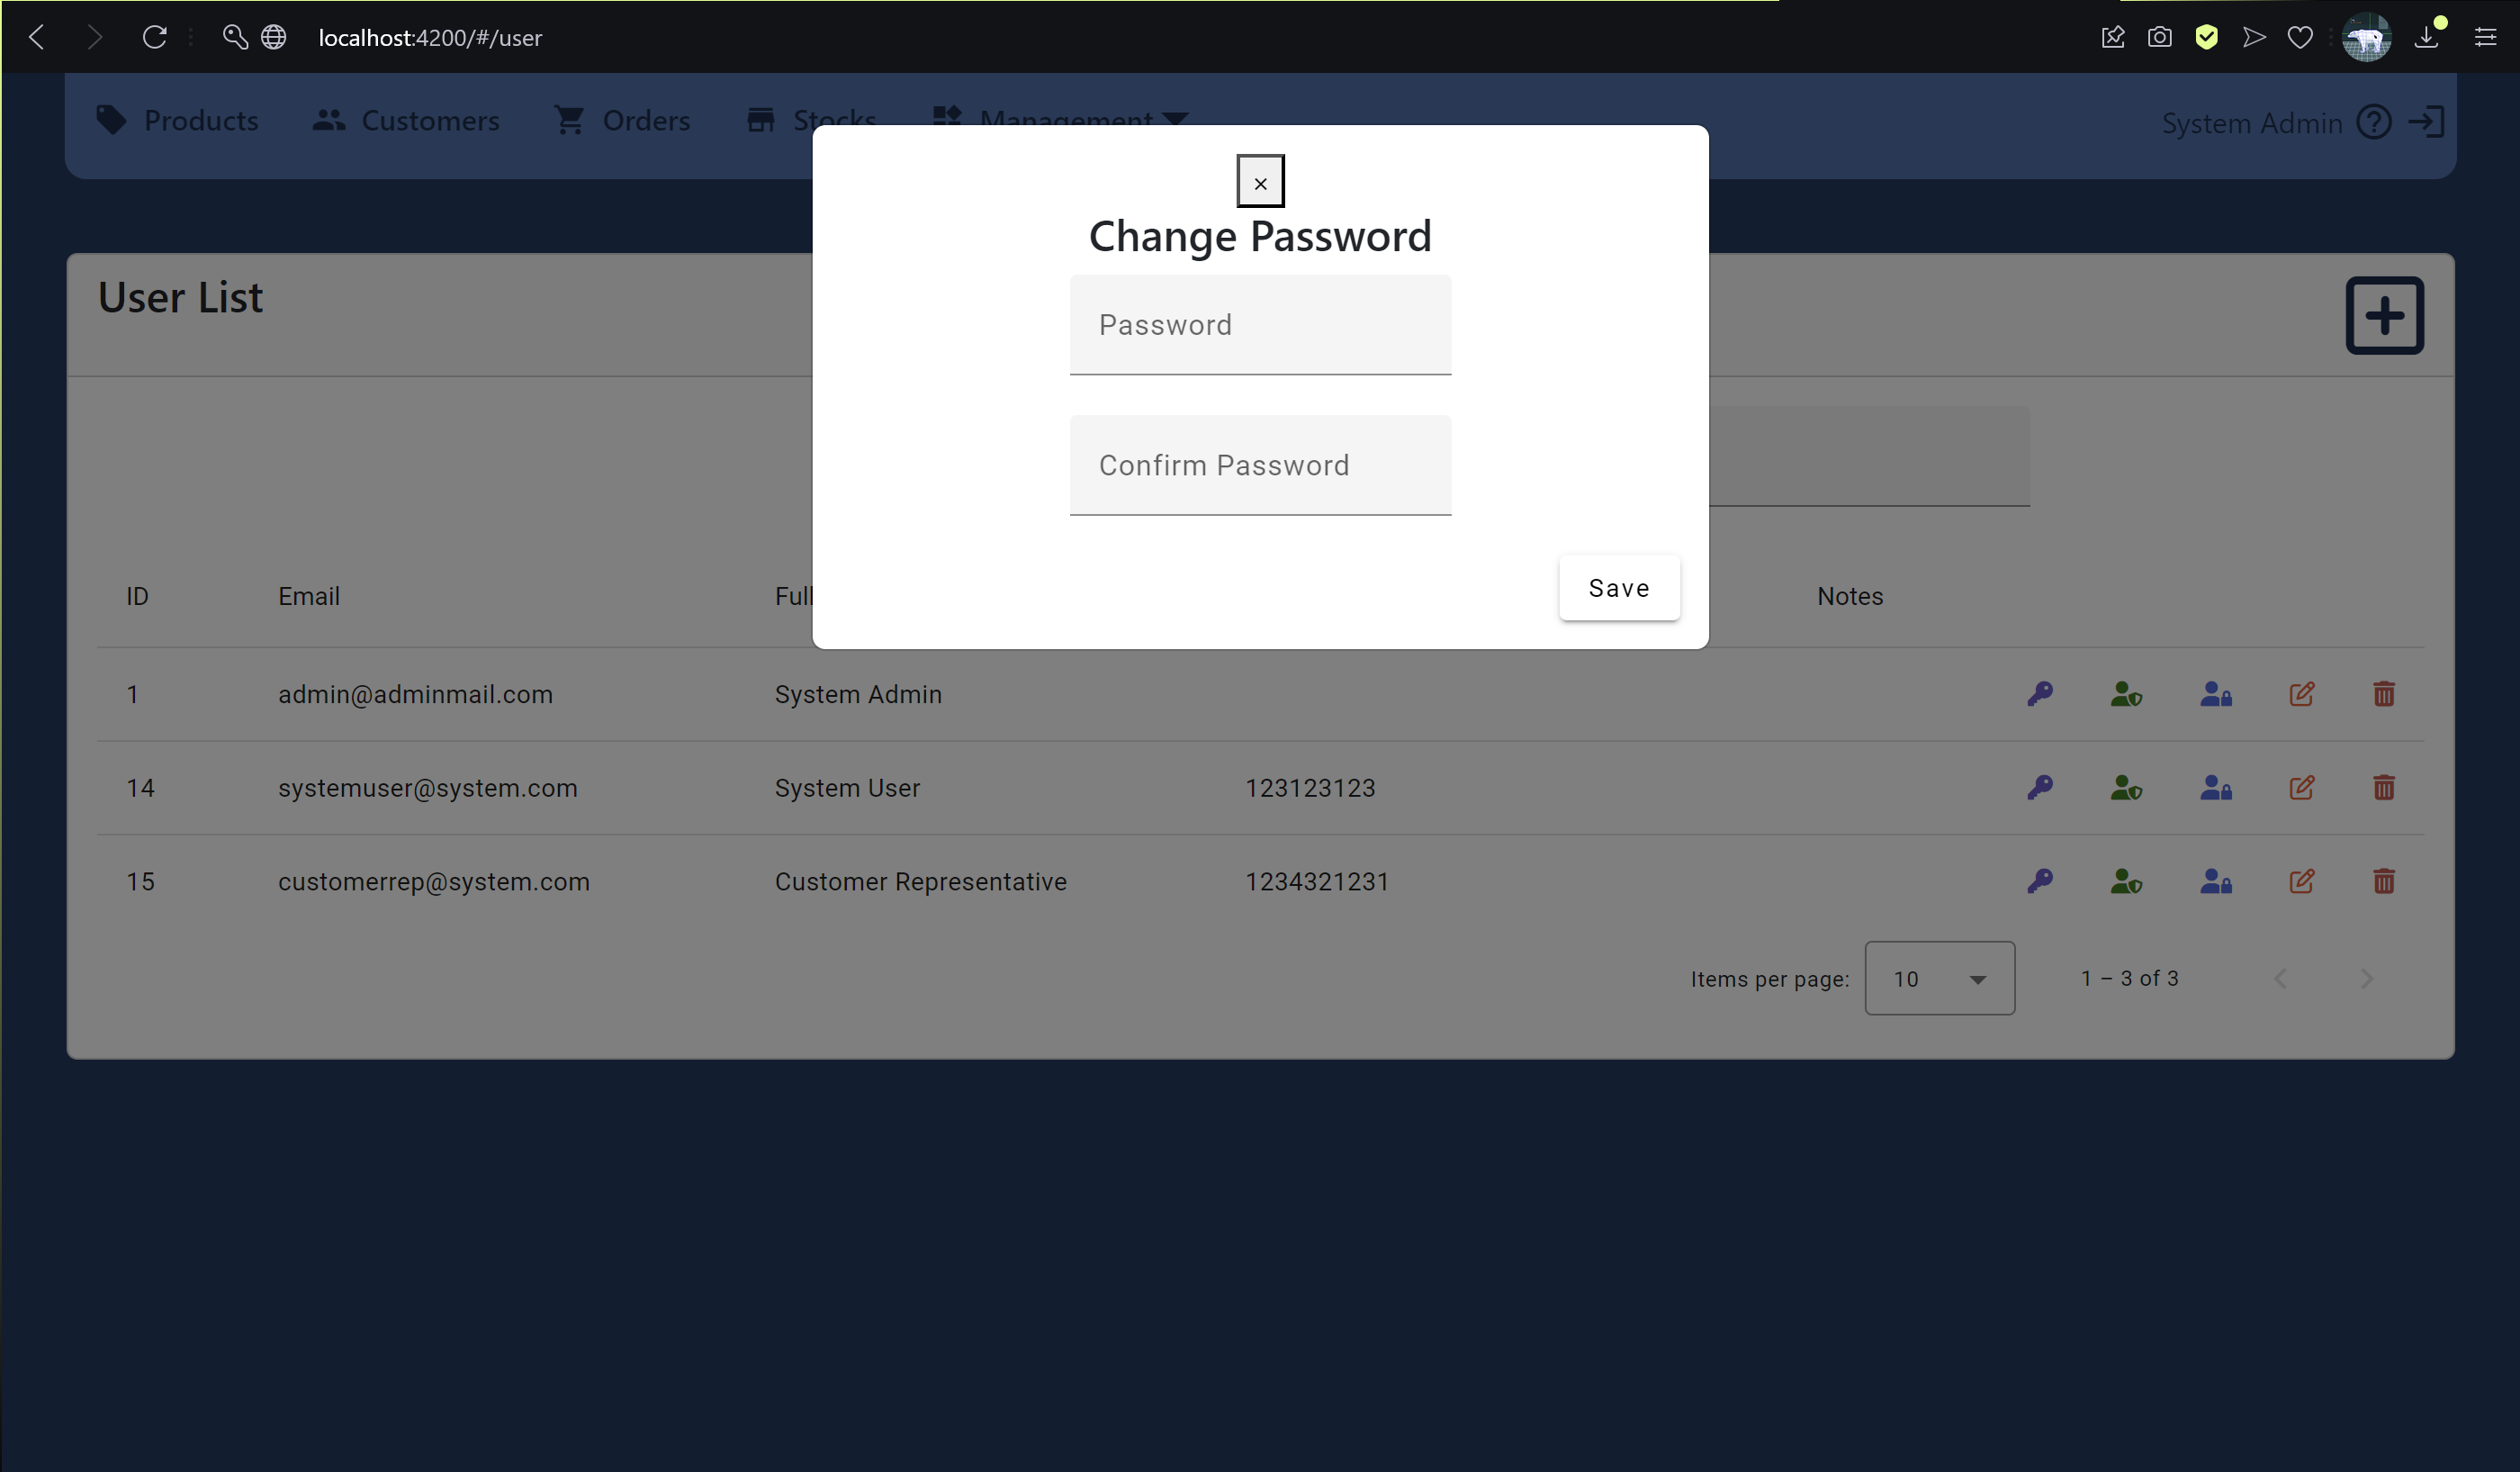 localhost:4200/#/user
Products Customers Orders Stocks Management System Admin
×
Change Password
User List
Password
Confirm Password
Save
ID Email Full Notes
1 admin@adminmail.com System Admin
14 systemuser@system.com System User 123123123
15 customerrep@system.com Customer Representative 1234321231
Items per page: 10 1 – 3 of 3